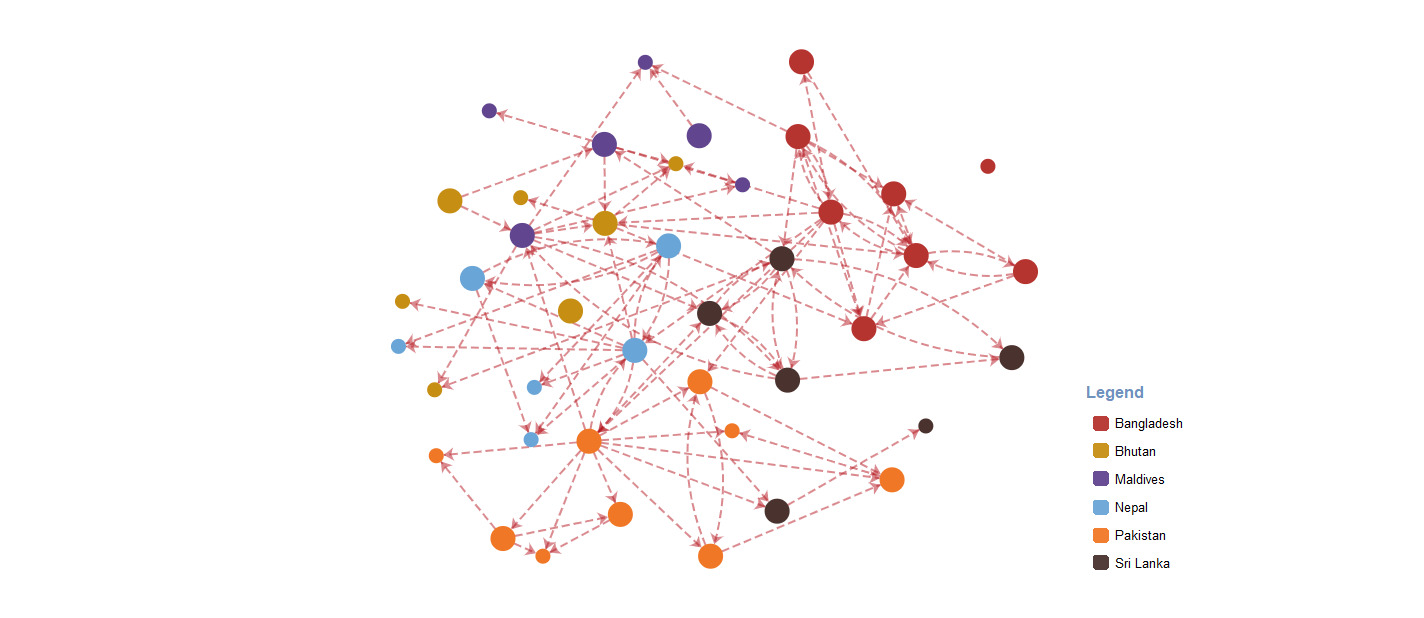 Legend
Bangladesh
Bhutan
Maldives
Nepal
Pakistan
Sri Lanka